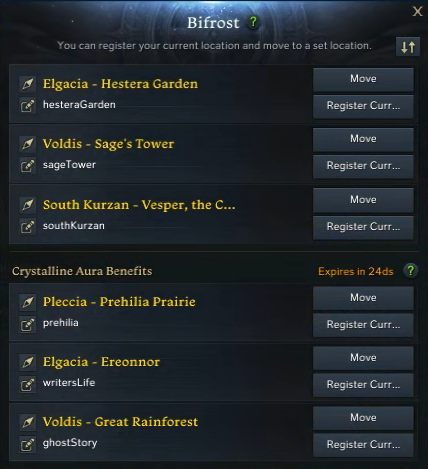 Bifrost ?
X
You can register your current location and move to a set location.
Elgacia - Hestera Garden
Move
hesteraGarden
Register Curr...
Voldis - Sage's Tower
Move
sageTower
Register Curr...
South Kurzan - Vesper, the C...
Move
southKurzan
Register Curr...
Crystalline Aura Benefits
Expires in 24ds ?
Pleccia - Prehilia Prairie
Move
prehilia
Register Curr...
Elgacia - Ereonnor
Move
writersLife
Register Curr...
Voldis - Great Rainforest
Move
ghostStory
Register Curr...